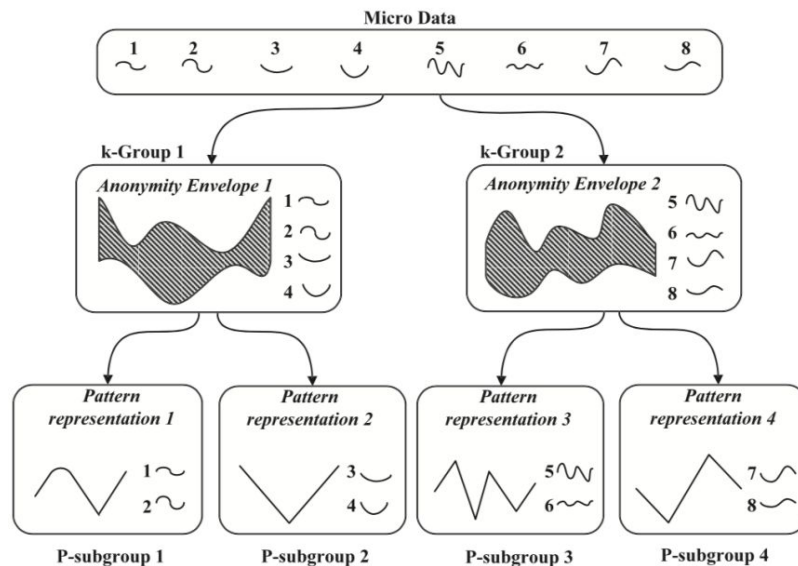 Micro Data
1 2 3 4 5 6 7 8
k-Group 1
k-Group 2
Anonymity Envelope 1
1
2
3
4
Anonymity Envelope 2
5
6
7
8
Pattern
representation 1
1
2
Pattern
representation 2
3
4
Pattern
representation 3
5
6
Pattern
representation 4
7
8
P-subgroup 1
P-subgroup 2
P-subgroup 3
P-subgroup 4